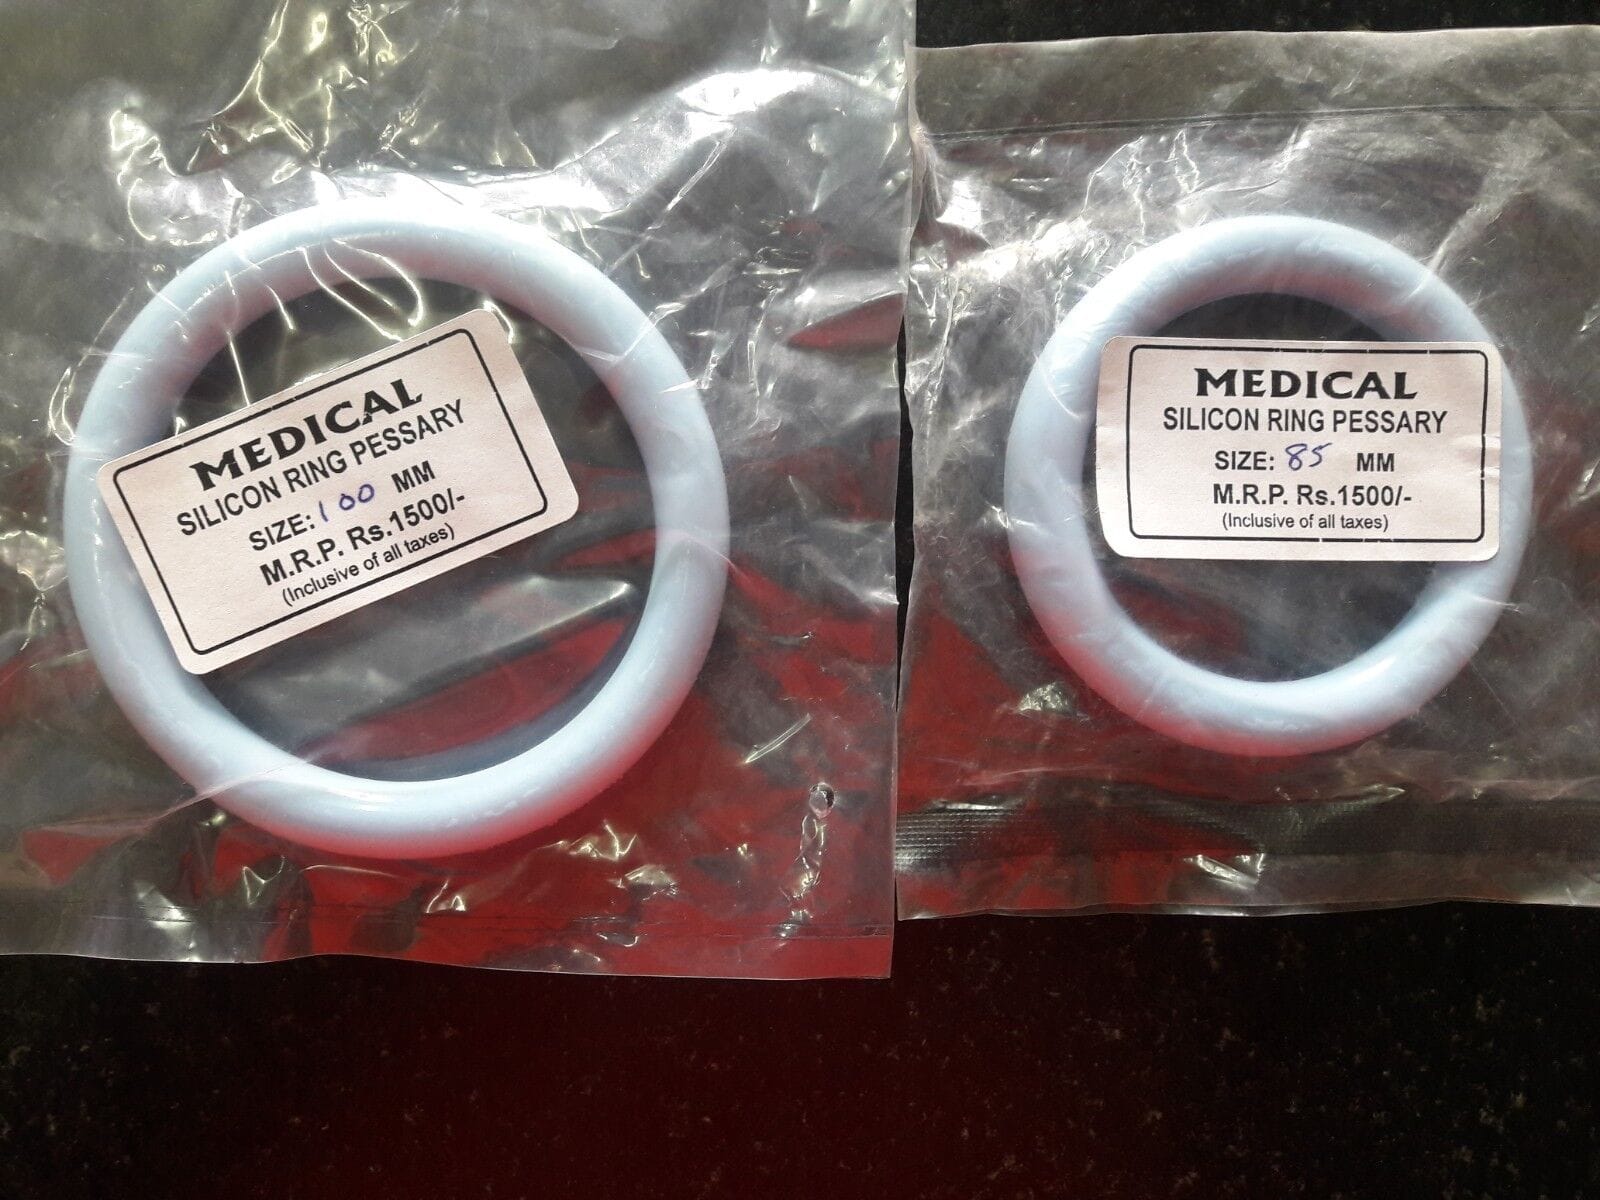 MEDICAL
SILICON RING PESSARY
SIZE: 100 MM
M.R.P. Rs.1500/-
(Inclusive of all taxes)
MEDICAL
SILICON RING PESSARY
SIZE: 85 MM
M.R.P. Rs.1500/-
(Inclusive of all taxes)